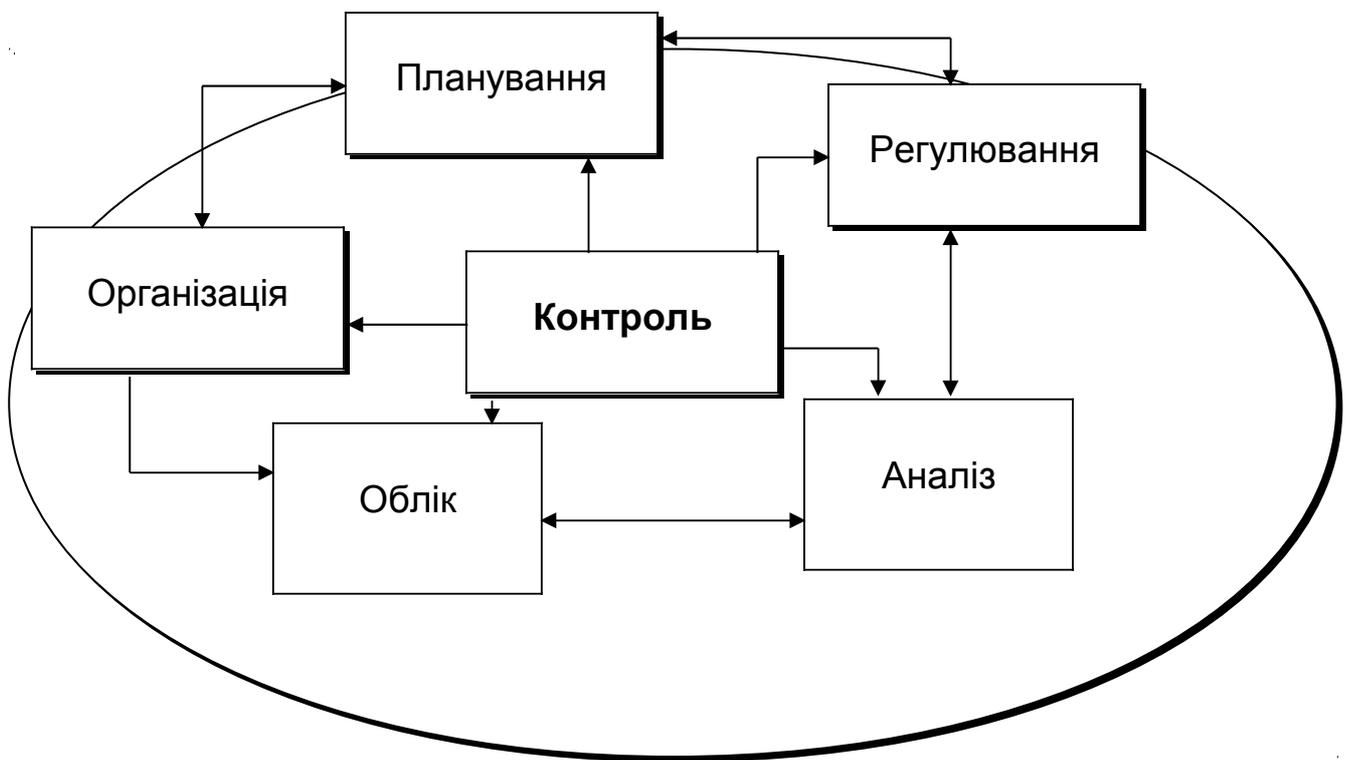 Планування
Регулювання
Організація
Контроль
Аналіз
Облік